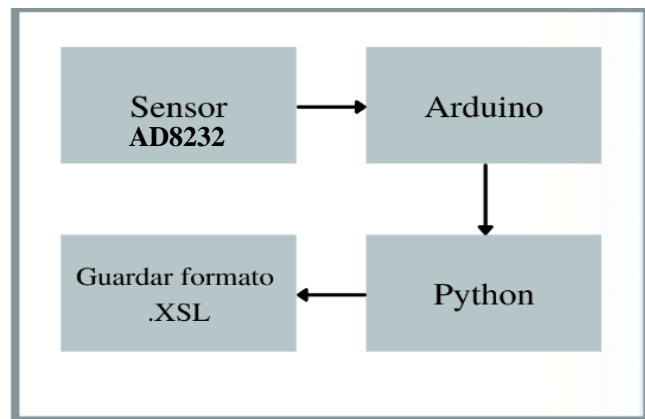 Sensor
AD8232
Arduino
Guardar formato
.XSL
Python